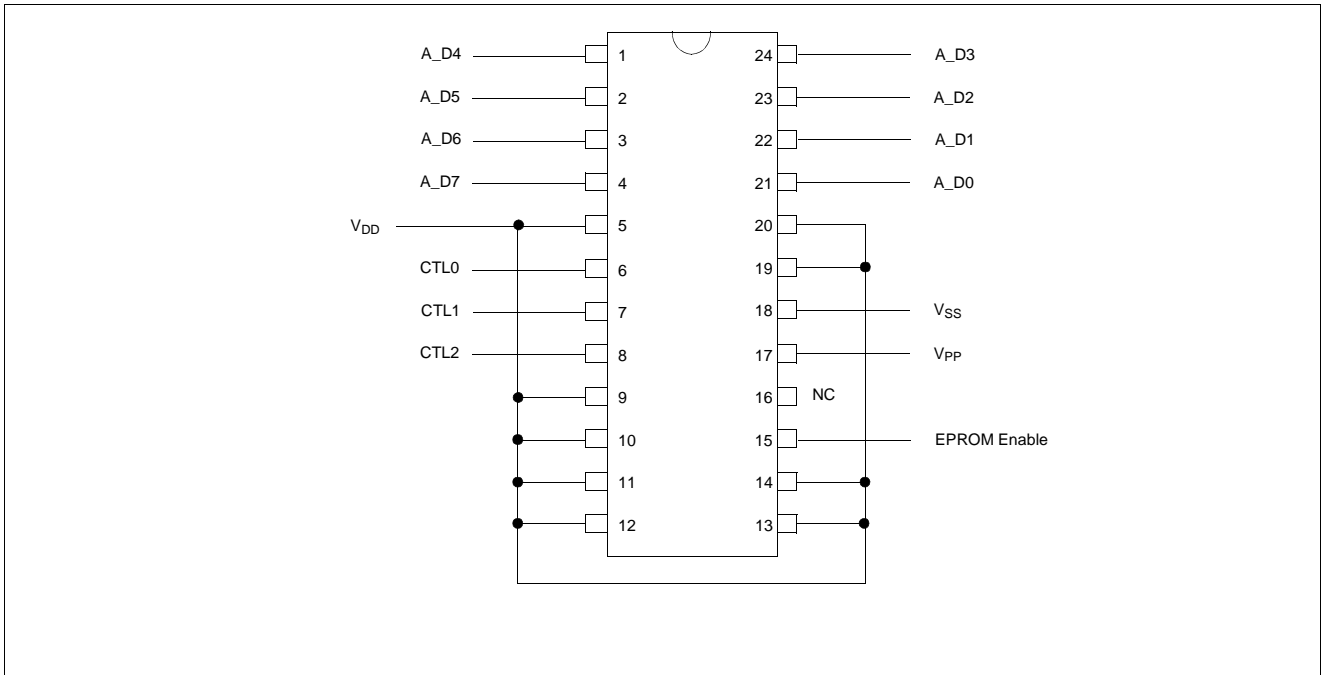 A_D4 1 24 A_D3
A_D5 2 23 A_D2
A_D6 3 22 A_D1
A_D7 4 21 A_D0
VDD 5 20
CTL0 6 19
CTL1 7 18 VSS
CTL2 8 17 VPP
9 16 NC
10 15 EPROM Enable
11 14
12 13